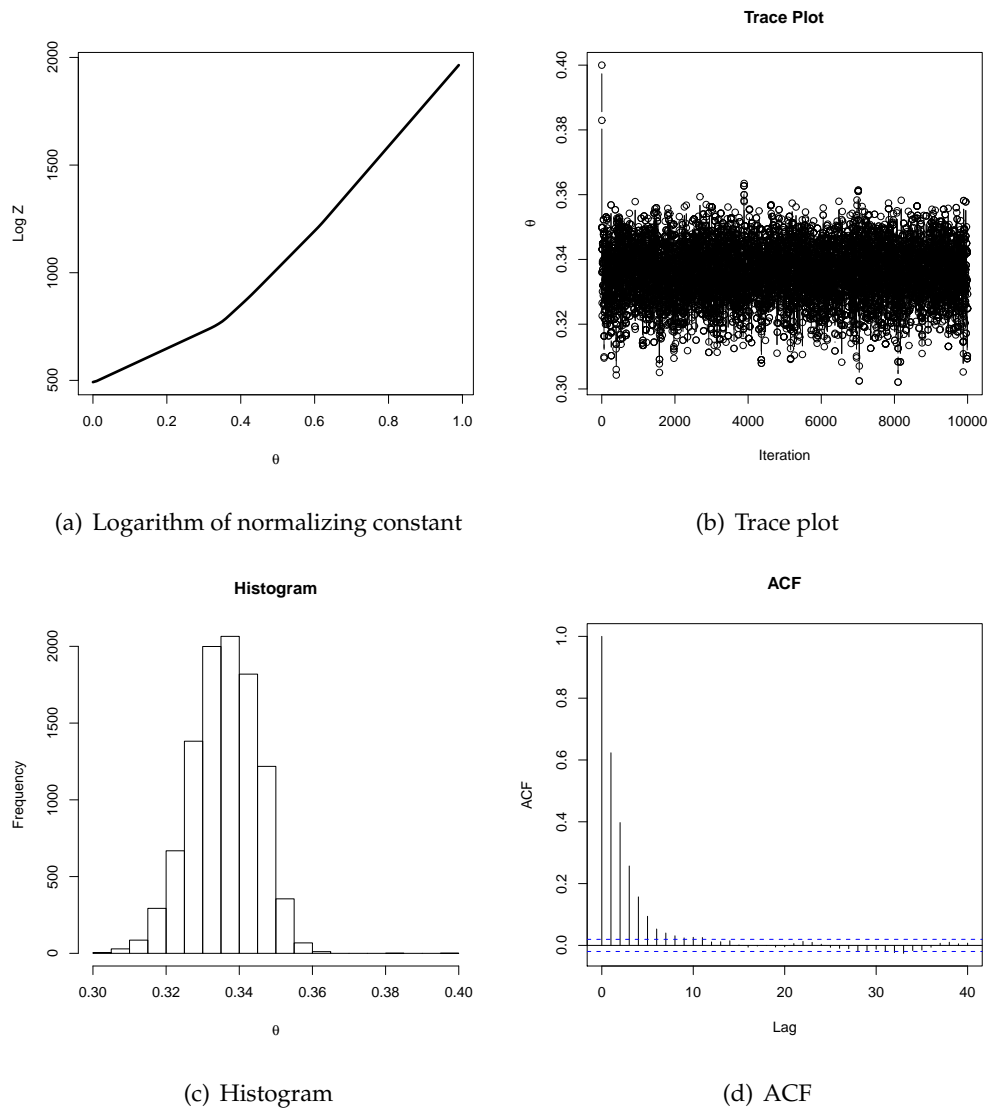 Log Z
2000
1500
1000
500
0.0 0.2 0.4 0.6 0.8 1.0
θ
(a) Logarithm of normalizing constant
Trace Plot
θ
0.40
0.38
0.36
0.34
0.32
0.30
0 2000 4000 6000 8000 10000
Iteration
(b) Trace plot
Histogram
Frequency
2000
1500
1000
500
0
0.30 0.32 0.34 0.36 0.38 0.40
θ
(c) Histogram
ACF
ACF
1.0
0.8
0.6
0.4
0.2
0.0
0 10 20 30 40
Lag
(d) ACF